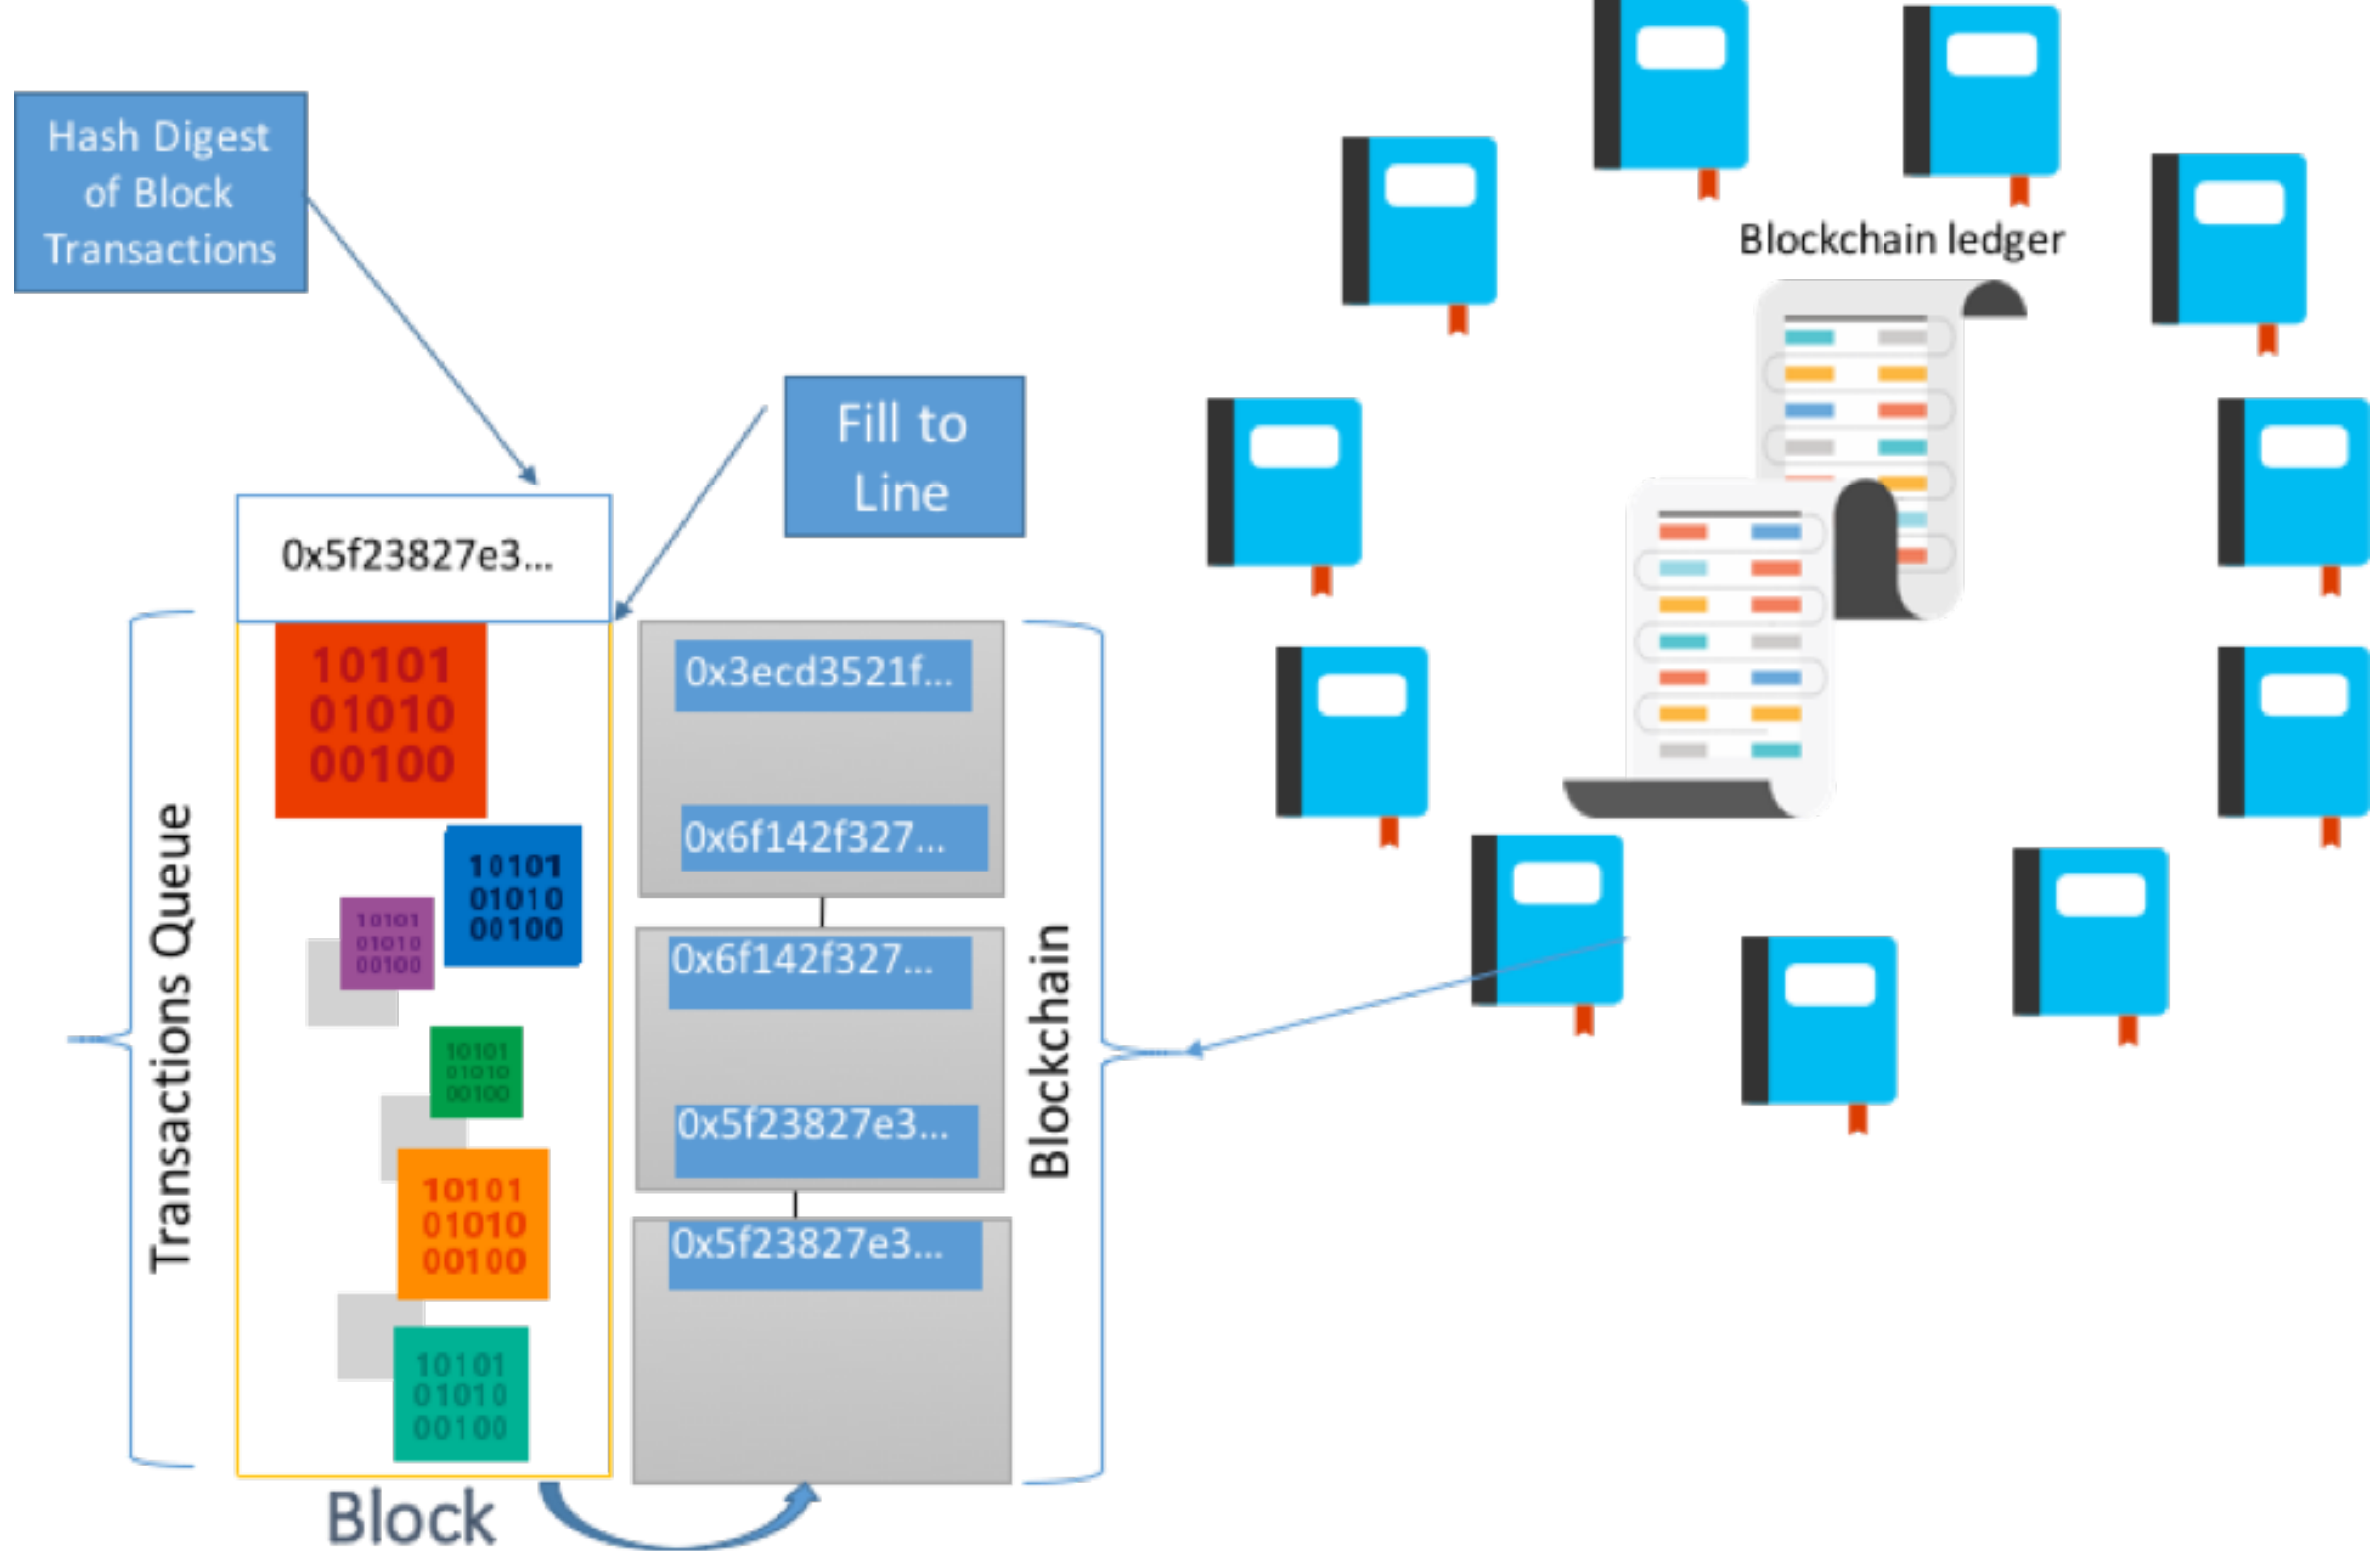 Hash Digest
of Block
Transactions
Fill to
Line
Blockchain ledger
0x5f23827e3...
Transactions Queue
10101
01010
00100
10101
01010
00100
10101
01010
00100
10101
01010
00100
10101
01010
00100
10101
01010
00100
Block
0x3ecd3521f...
0x6f142f327...
0x6f142f327...
0x5f23827e3...
0x5f23827e3...
Blockchain